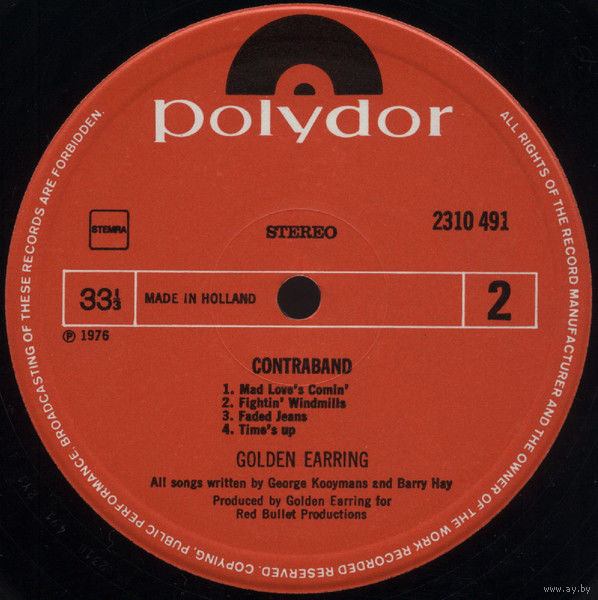 polydor
STEMRA
STEREO
2310 491
33⅓
MADE IN HOLLAND
2
℗ 1976
CONTRABAND
1. Mad Love's Comin'
2. Fightin' Windmills
3. Faded Jeans
4. Time's up
GOLDEN EARRING
All songs written by George Kooymans and Barry Hay
Produced by Golden Earring for
Red Bullet Productions
ALL RIGHTS OF THE RECORD MANUFACTURER AND THE OWNER OF THE WORK RECORDED RESERVED. COPYING, PUBLIC PERFORMANCE, BROADCASTING OF THESE RECORDS ARE FORBIDDEN.
www.ay.by